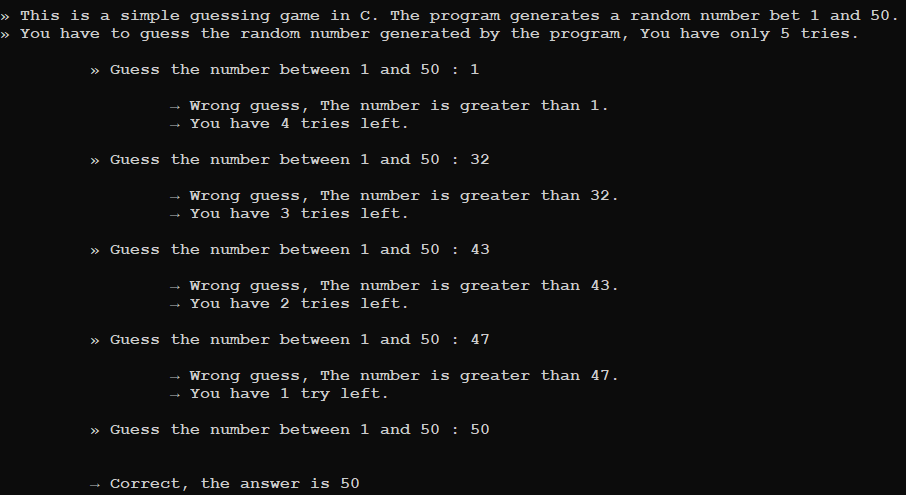 » This is a simple guessing game in C. The program generates a random number bet 1 and 50.
» You have to guess the random number generated by the program, You have only 5 tries.
» Guess the number between 1 and 50 : 1
→ Wrong guess, The number is greater than 1.
→ You have 4 tries left.
» Guess the number between 1 and 50 : 32
→ Wrong guess, The number is greater than 32.
→ You have 3 tries left.
» Guess the number between 1 and 50 : 43
→ Wrong guess, The number is greater than 43.
→ You have 2 tries left.
» Guess the number between 1 and 50 : 47
→ Wrong guess, The number is greater than 47.
→ You have 1 try left.
» Guess the number between 1 and 50 : 50
→ Correct, the answer is 50